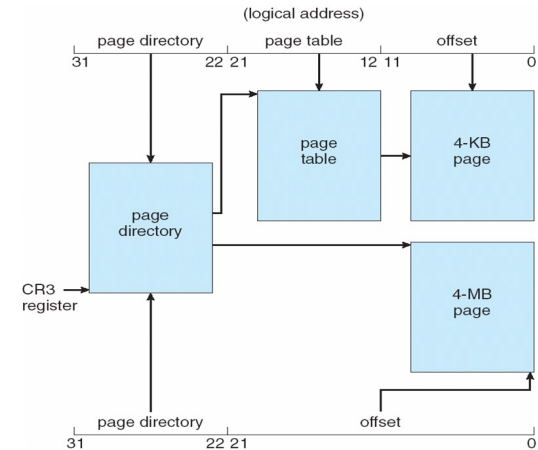 (logical address)
page directory page table offset
31 22 21 12 11 0
page
table
4-KB
page
page
directory
CR3
register
4-MB
page
page directory offset
31 22 21 0